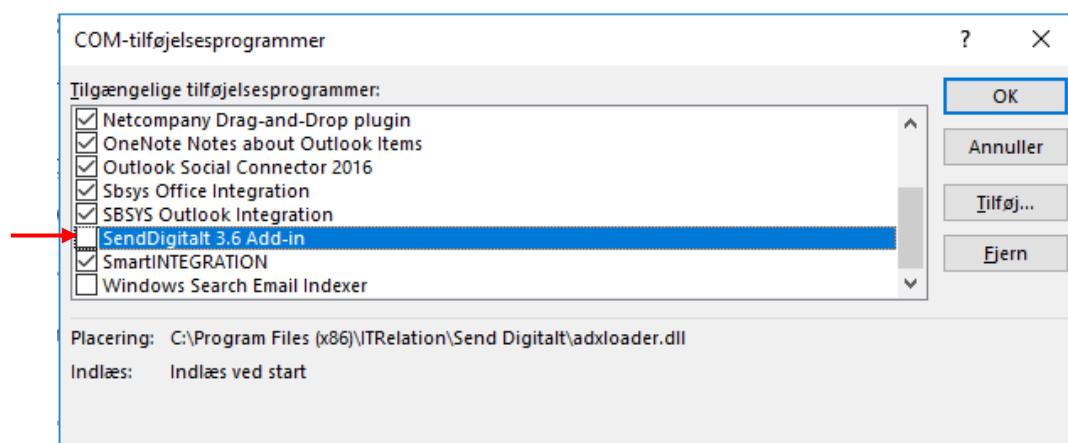 COM-tilføjelsesprogrammer
Tilgængelige tilføjelsesprogrammer:
Netcompany Drag-and-Drop plugin
OneNote Notes about Outlook Items
Outlook Social Connector 2016
Sbsys Office Integration
SBSYS Outlook Integration
SendDigitalt 3.6 Add-in
SmartINTEGRATION
Windows Search Email Indexer
OK
Annuller
Tilføj...
Fjern
Placering: C:\Program Files (x86)\ITRelation\Send Digitalt\adxloader.dll
Indlæs: Indlæs ved start